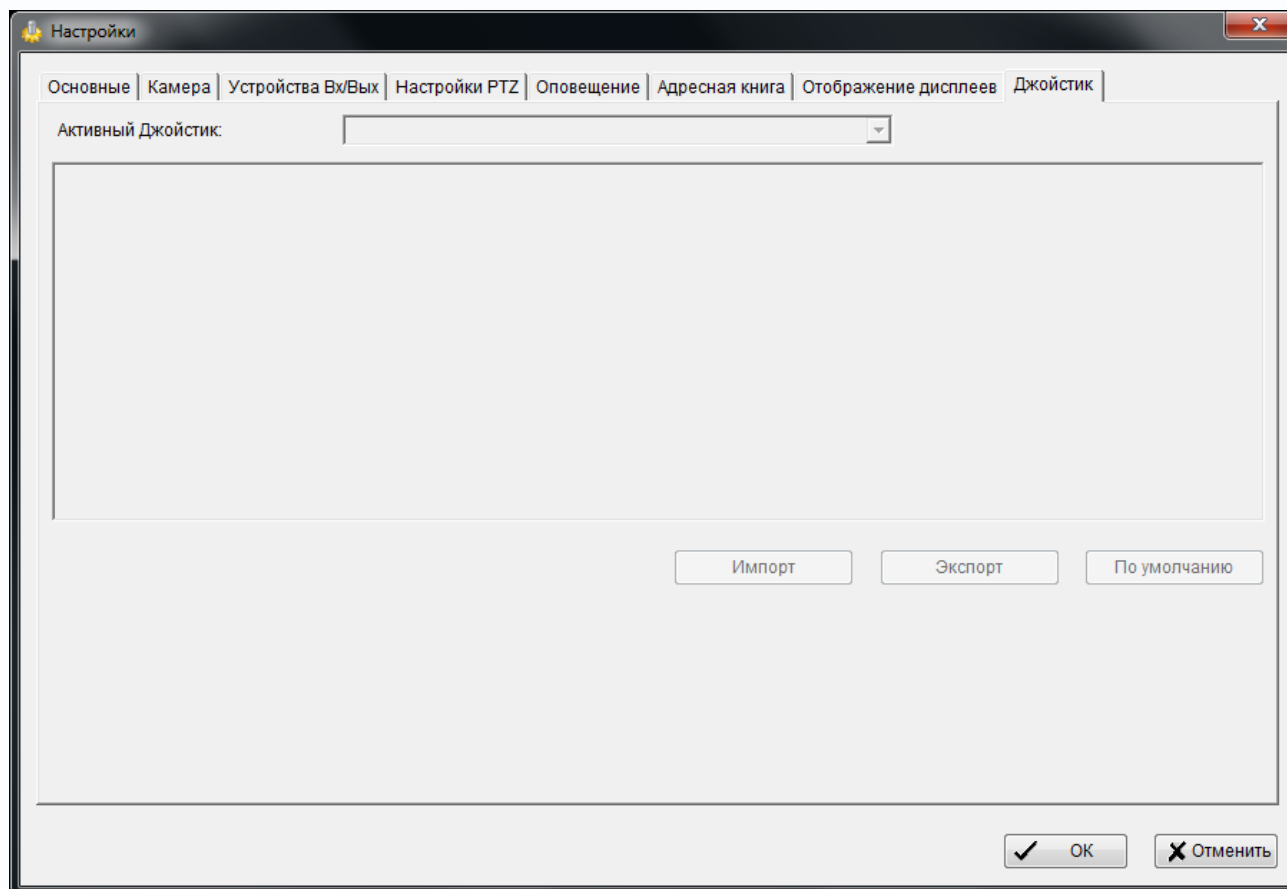 Настройки
Основные Камера Устройства Вх/Вых Настройки PTZ Оповещение Адресная книга Отображение дисплеев Джойстик
Активный Джойстик:
Импорт Экспорт По умолчанию
ОК Отменить